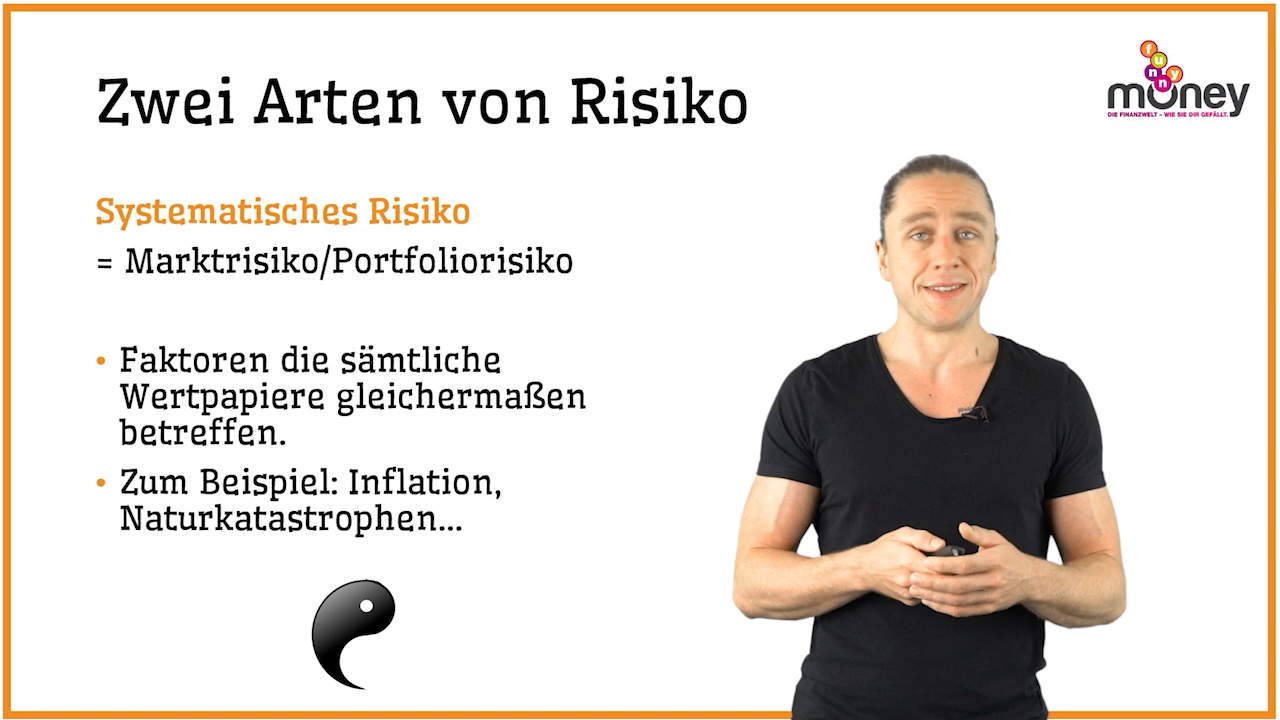 Zwei Arten von Risiko
funny
money
DIE FINANZWELT – WIE SIE DIR GEFÄLLT.
Systematisches Risiko
= Marktrisiko/Portfoliorisiko
• Faktoren die sämtliche
Wertpapiere gleichermaßen
betreffen.
• Zum Beispiel: Inflation,
Naturkatastrophen...